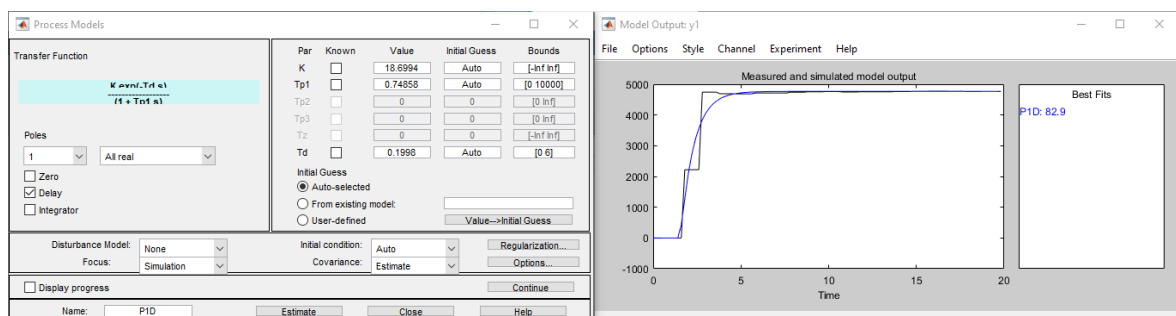 Process Models
Transfer Function
K exp(-Td s)
(1 + Tp1 s)
Poles
1
All real
Zero
Delay
Integrator
Par Known Value Initial Guess Bounds
K 18.6994 Auto [-Inf Inf]
Tp1 0.74858 Auto [0 10000]
Tp2 0 0 [0 Inf]
Tp3 0 0 [0 Inf]
Tz 0 0 [-Inf Inf]
Td 0.1998 Auto [0 6]
Initial Guess
Auto-selected
From existing model:
User-defined
Value-->Initial Guess
Disturbance Model: None
Initial condition: Auto
Regularization...
Focus: Simulation
Covariance: Estimate
Options...
Display progress
Continue
Name: P1D
Estimate
Close
Help
Model Output: y1
File Options Style Channel Experiment Help
Measured and simulated model output
5000
4000
3000
2000
1000
0
-1000
0 5 10 15 20
Time
Best Fits
P1D: 82.9